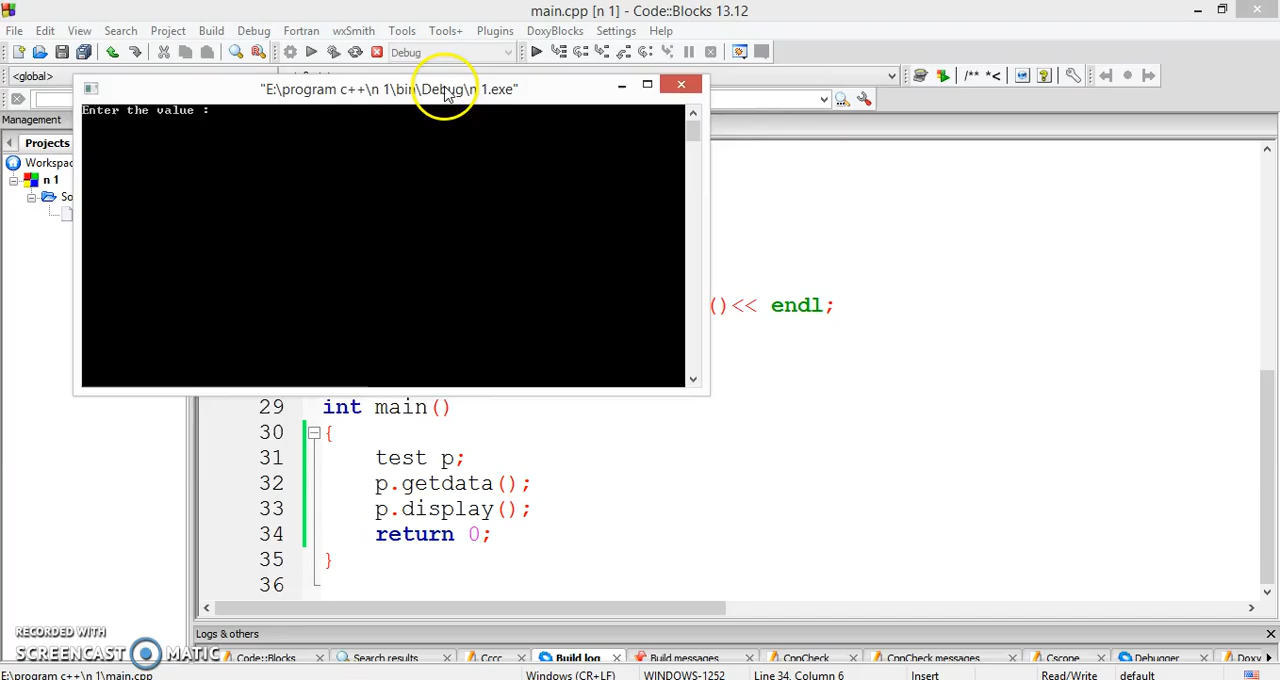 main.cpp [n 1] - Code::Blocks 13.12
File Edit View Search Project Build Debug Fortran wxSmith Tools Tools+ Plugins DoxyBlocks Settings Help
Debug
<global>
/** *<
"E:\program c++\n 1\bin\Debug\n 1.exe"
Enter the value :
Management
Projects
Workspac
n 1
So
()<< endl;
29 int main()
30 {
31 test p;
32 p.getdata();
33 p.display();
34 return 0;
35 }
36
Logs & others
Code::Blocks Search results Cccc Build log Build messages CppCheck CppCheck messages Cscope Debugger Doxy
RECORDED WITH
SCREENCAST MATIC
E:\program c++\n 1\main.cpp Windows (CR+LF) WINDOWS-1252 Line 34, Column 6 Insert Read/Write default